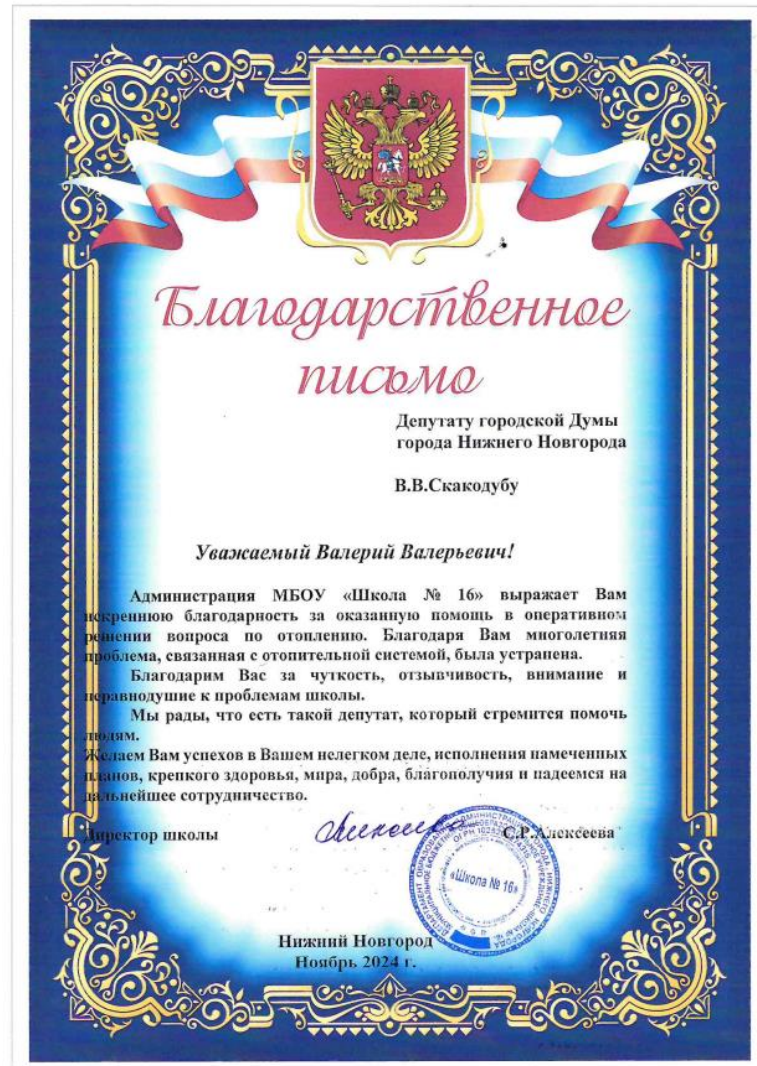 Благодарственное
письмо
Депутату городской Думы
города Нижнего Новгорода
В.В.Скакодубу
Уважаемый Валерий Валерьевич!
Администрация МБОУ «Школа № 16» выражает Вам
искреннюю благодарность за оказанную помощь в оперативном
решении вопроса по отоплению. Благодаря Вам многолетняя
проблема, связанная с отопительной системой, была устранена.
Благодарим Вас за чуткость, отзывчивость, внимание и
неравнодушие к проблемам школы.
Мы рады, что есть такой депутат, который стремится помочь
людям.
Желаем Вам успехов в Вашем нелегком деле, исполнения намеченных
планов, крепкого здоровья, мира, добра, благополучия и надеемся на
дальнейшее сотрудничество.
Директор школы С.Р.Алексеева
«Школа № 16»
Нижний Новгород
Ноябрь 2024 г.